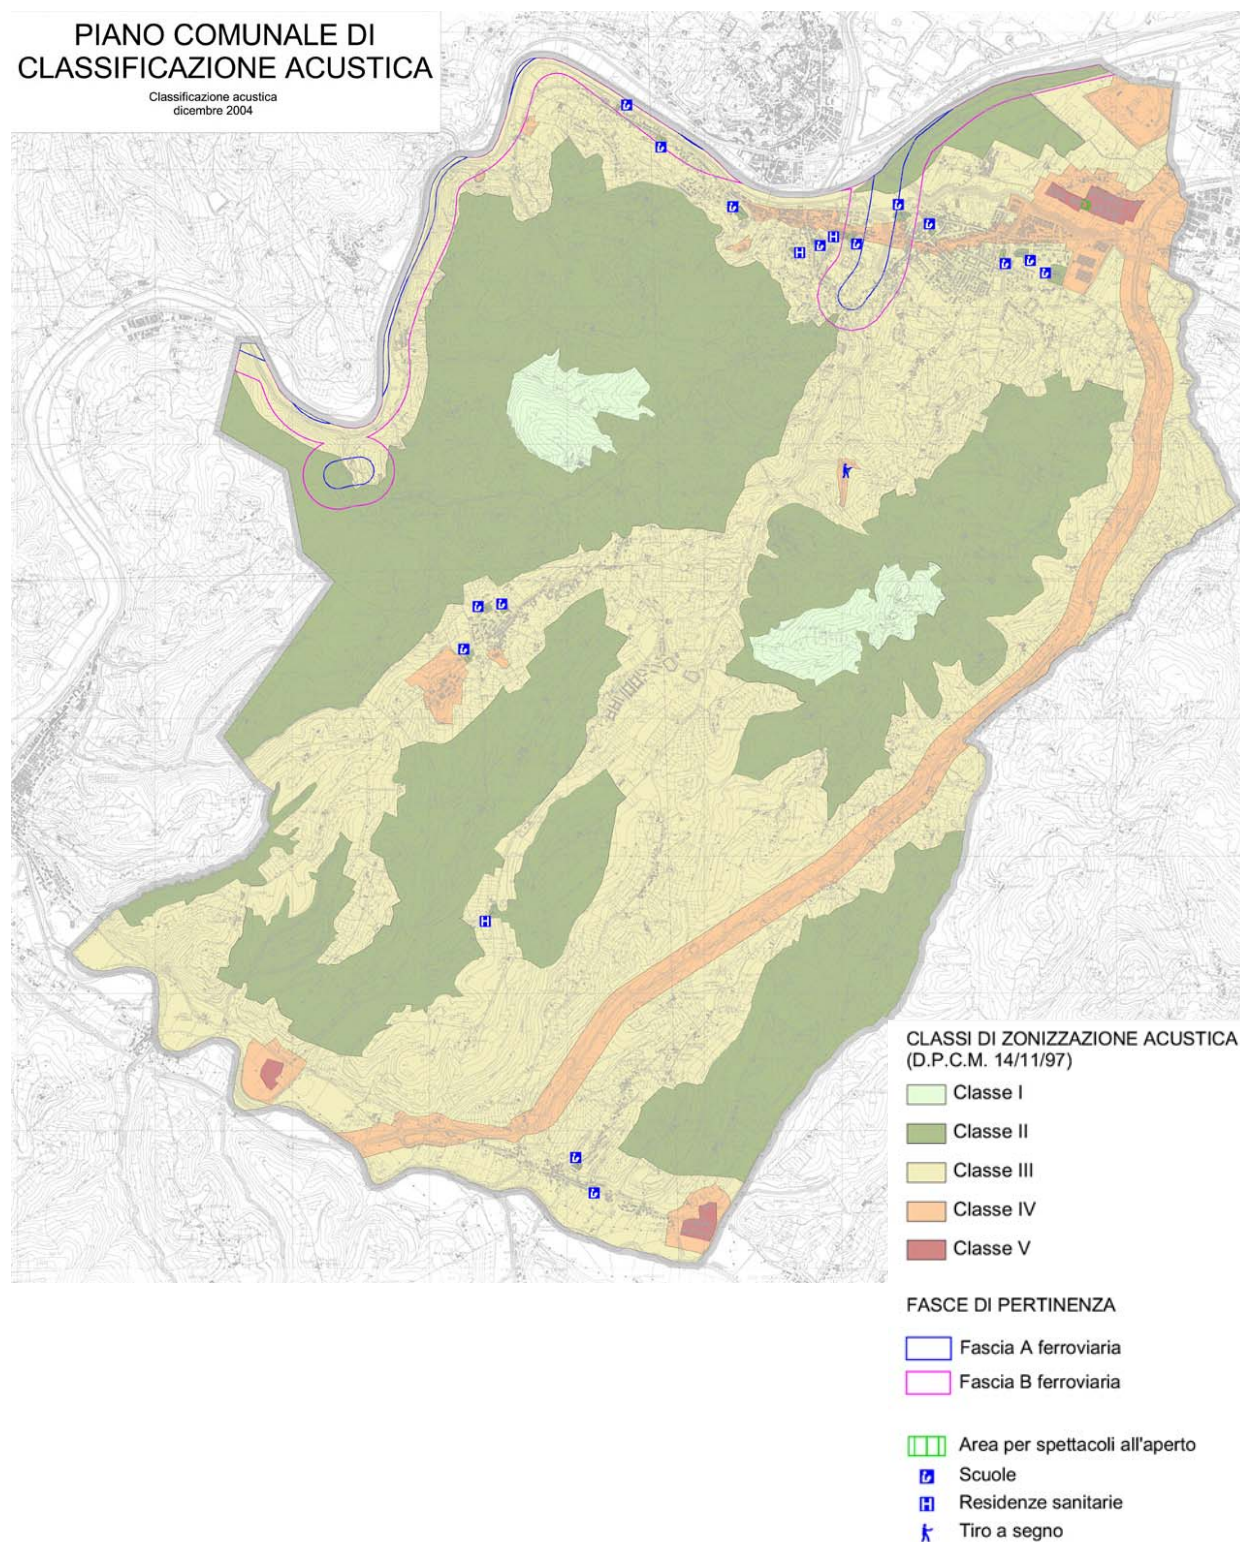 PIANO COMUNALE DI
CLASSIFICAZIONE ACUSTICA
Classificazione acustica
dicembre 2004
CLASSI DI ZONIZZAZIONE ACUSTICA
(D.P.C.M. 14/11/97)
Classe I
Classe II
Classe III
Classe IV
Classe V
FASCE DI PERTINENZA
Fascia A ferroviaria
Fascia B ferroviaria
Area per spettacoli all'aperto
Scuole
H Residenze sanitarie
Tiro a segno
H
H
H